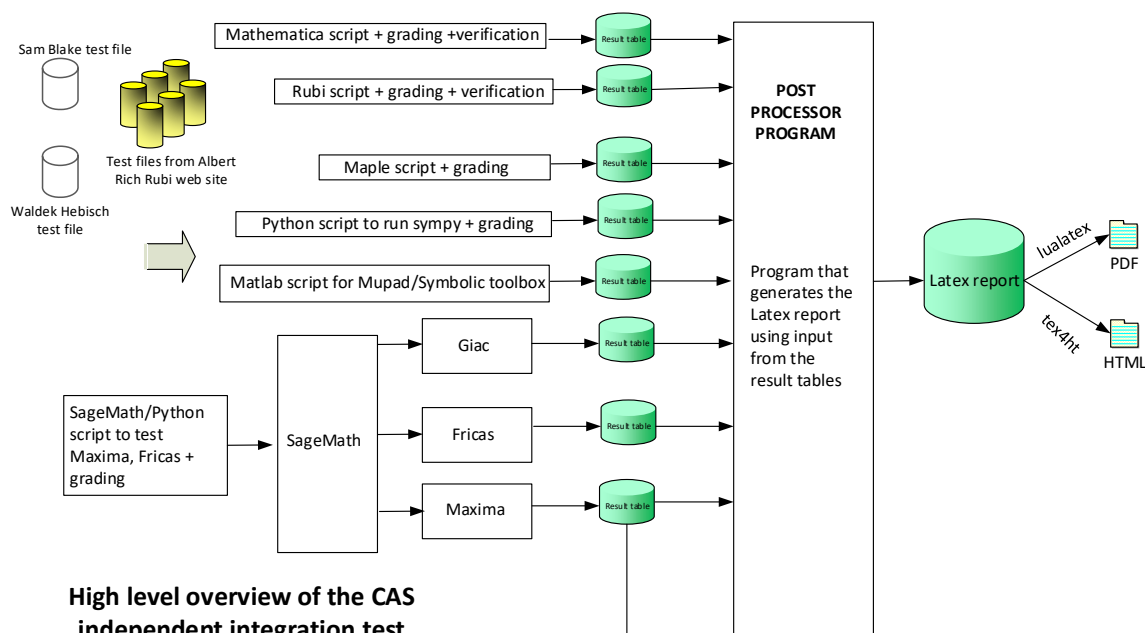 Sam Blake test file
Waldek Hebisch
test file
Test files from Albert
Rich Rubi web site
Mathematica script + grading +verification
Result table
Rubi script + grading + verification
Result table
Maple script + grading
Result table
Python script to run sympy + grading
Result table
Matlab script for Mupad/Symbolic toolbox
Result table
SageMath/Python
script to test
Maxima, Fricas +
grading
SageMath
Giac
Result table
Fricas
Result table
Maxima
Result table
POST
PROCESSOR
PROGRAM
Program that
generates the
Latex report
using input
from the
result tables
Latex report
lualatex
PDF
tex4ht
HTML
High level overview of the CAS
independent integration test